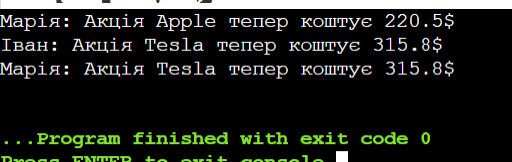 Марія: Акція Apple тепер коштує 220.5$
Іван: Акція Tesla тепер коштує 315.8$
Марія: Акція Tesla тепер коштує 315.8$
...Program finished with exit code 0
Press ENTER to exit console.